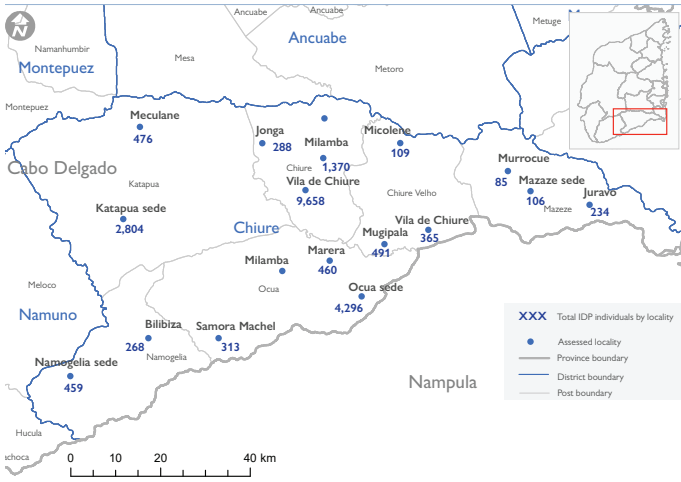 N
Ancuabe
Ancuabe
Metuge
Ancuabe
Namanhumbir
Mesa
Metoro
Montepuez
Montepuez
Meculane
476
Jonga
288
Milamba
1,370
Micolene
109
Chiure
Vila de Chiure
9,658
Murrocue
85
Mazaze sede
106
Mazeze
Juravo
234
Cabo Delgado
Katapua
Katapua sede
2,804
Chiure Velho
Chiure
Vila de Chiure
365
Mugipala
491
Marera
460
Milamba
Ocua
Meloco
Ocua sede
4,296
Namuno
Bilibiza
268
Samora Machel
313
Namogelia
Namogelia sede
459
Nampula
Hucula
achoca
XXX Total IDP individuals by locality
Assessed locality
Province boundary
District boundary
Post boundary
0 10 20 40 km